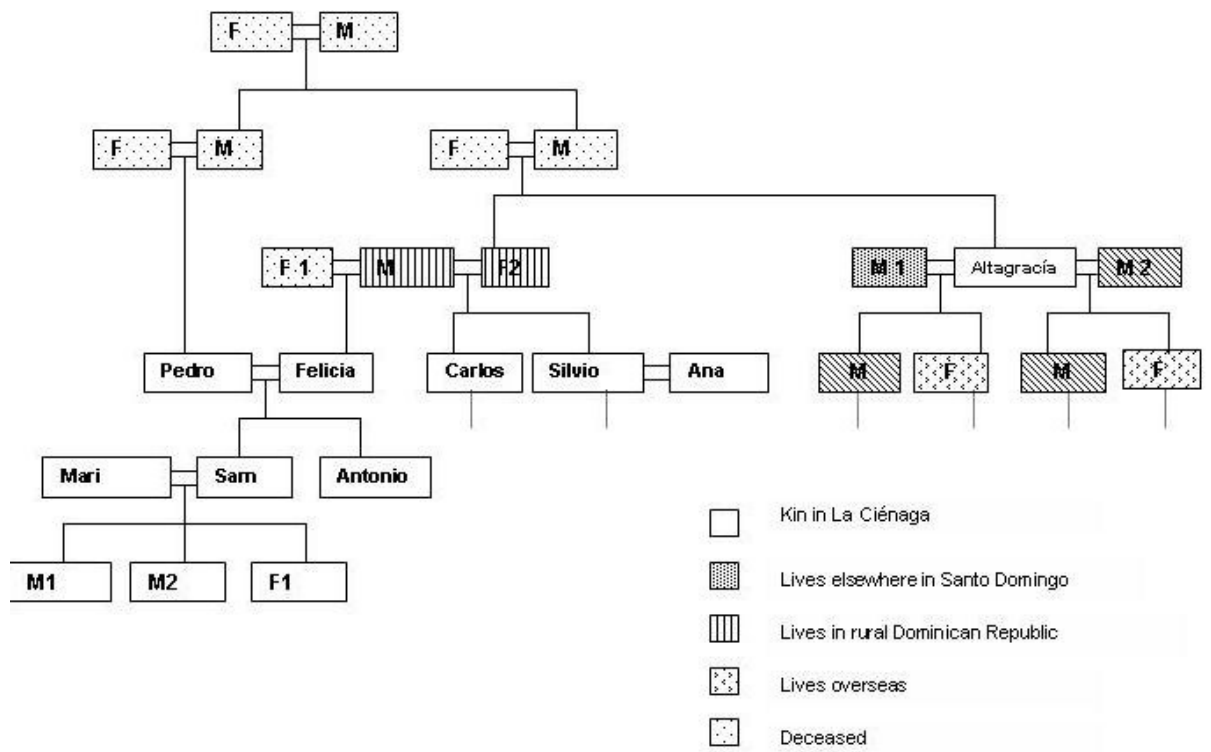 F M
F M F M
F 1 M F2 M 1 Altagracía M 2
Pedro Felicia Carlos Silvio Ana M F M F
Mari Sam Antonio
M1 M2 F1
Kin in La Ciénaga
Lives elsewhere in Santo Domingo
Lives in rural Dominican Republic
Lives overseas
Deceased